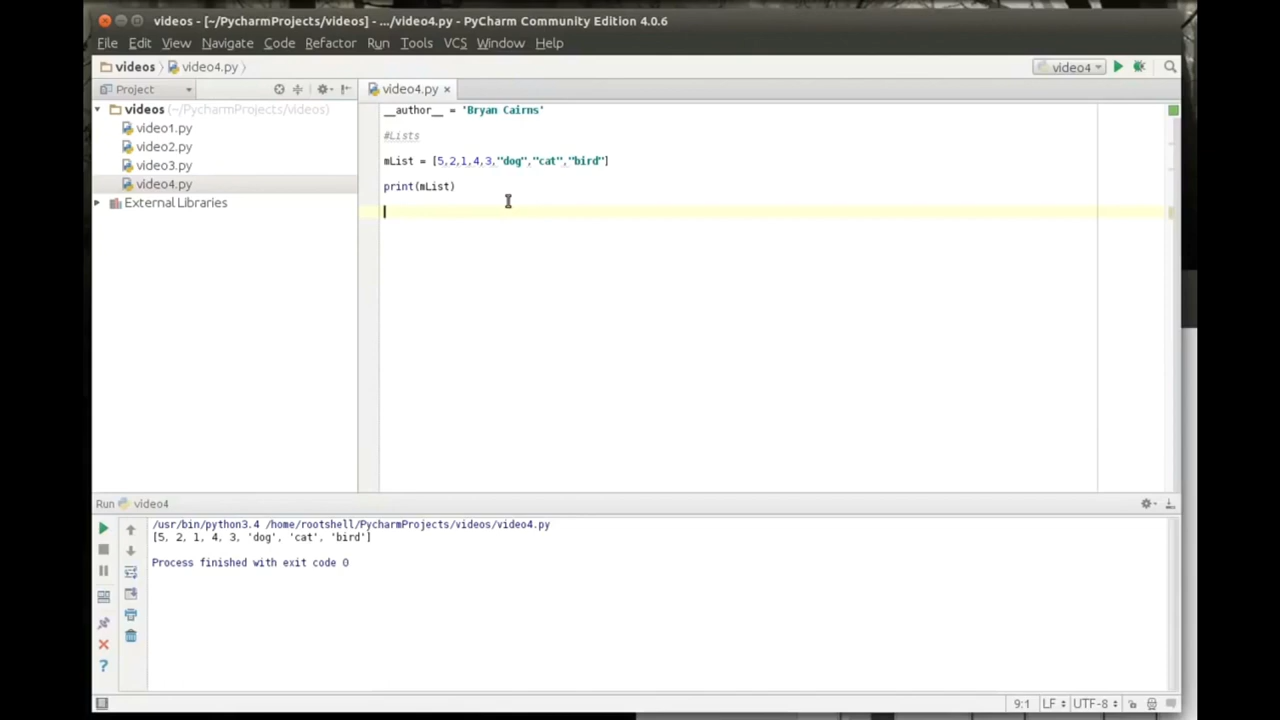 videos - [~/PycharmProjects/videos] - .../video4.py - PyCharm Community Edition 4.0.6
File Edit View Navigate Code Refactor Run Tools VCS Window Help
videos video4.py video4
Project video4.py
videos (~/PycharmProjects/videos)
video1.py
video2.py
video3.py
video4.py
External Libraries
__author__ = 'Bryan Cairns'
#Lists
mList = [5,2,1,4,3,"dog","cat","bird"]
print(mList)
Run video4
/usr/bin/python3.4 /home/rootshell/PycharmProjects/videos/video4.py
[5, 2, 1, 4, 3, 'dog', 'cat', 'bird']
Process finished with exit code 0
9:1 LF UTF-8